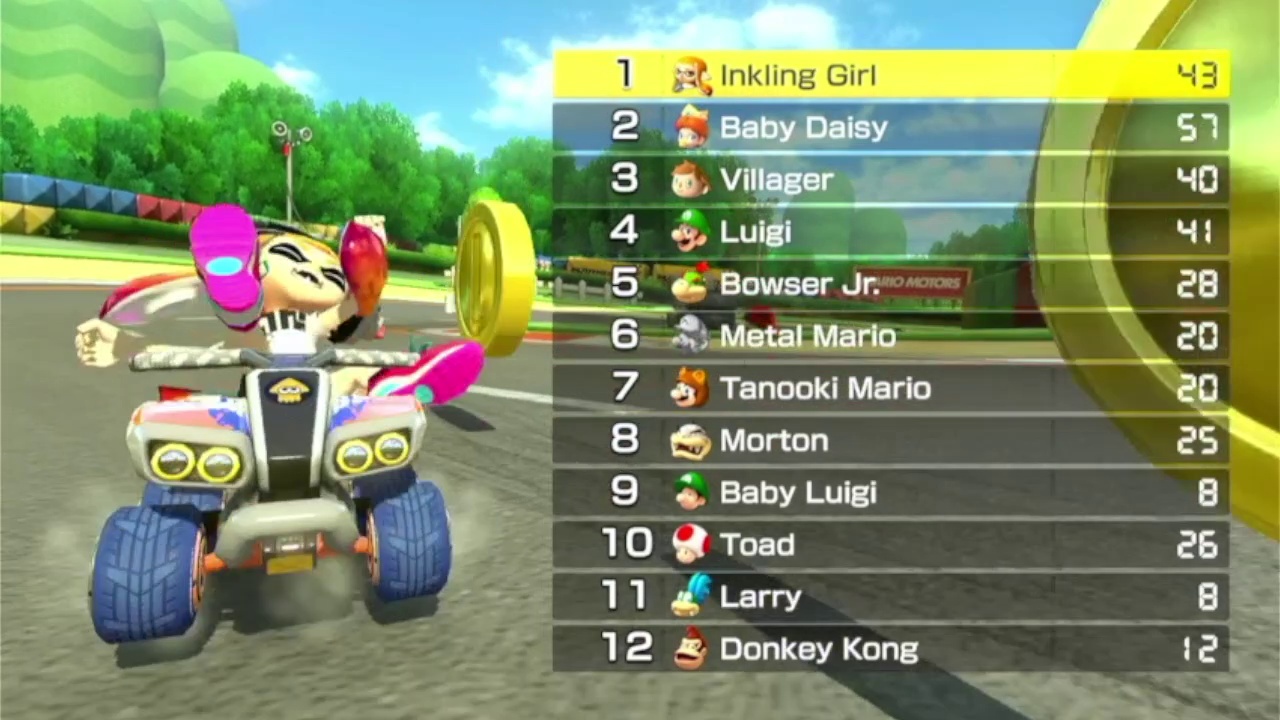 1 Inkling Girl 43
2 Baby Daisy 57
3 Villager 40
4 Luigi 41
5 Bowser Jr. 28
6 Metal Mario 20
7 Tanooki Mario 20
8 Morton 25
9 Baby Luigi 8
10 Toad 26
11 Larry 8
12 Donkey Kong 12
MARIO MOTORS